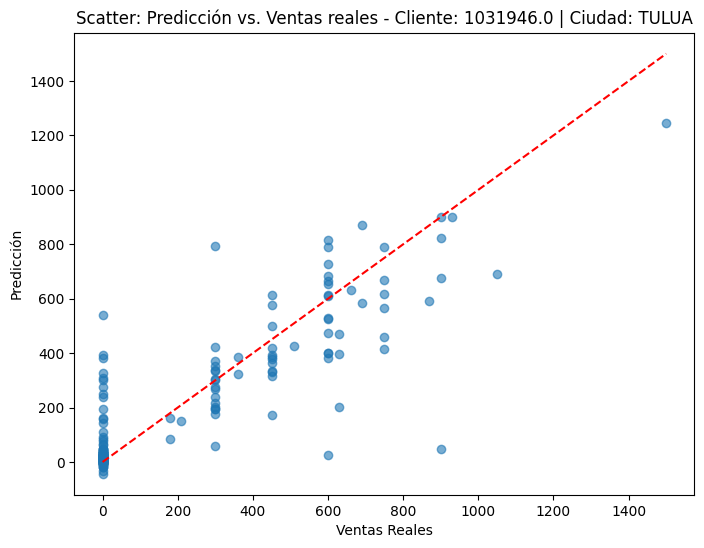 Scatter: Predicción vs. Ventas reales - Cliente: 1031946.0 | Ciudad: TULUA
1400
1200
1000
800
600
400
200
0
Predicción
0 200 400 600 800 1000 1200 1400
Ventas Reales